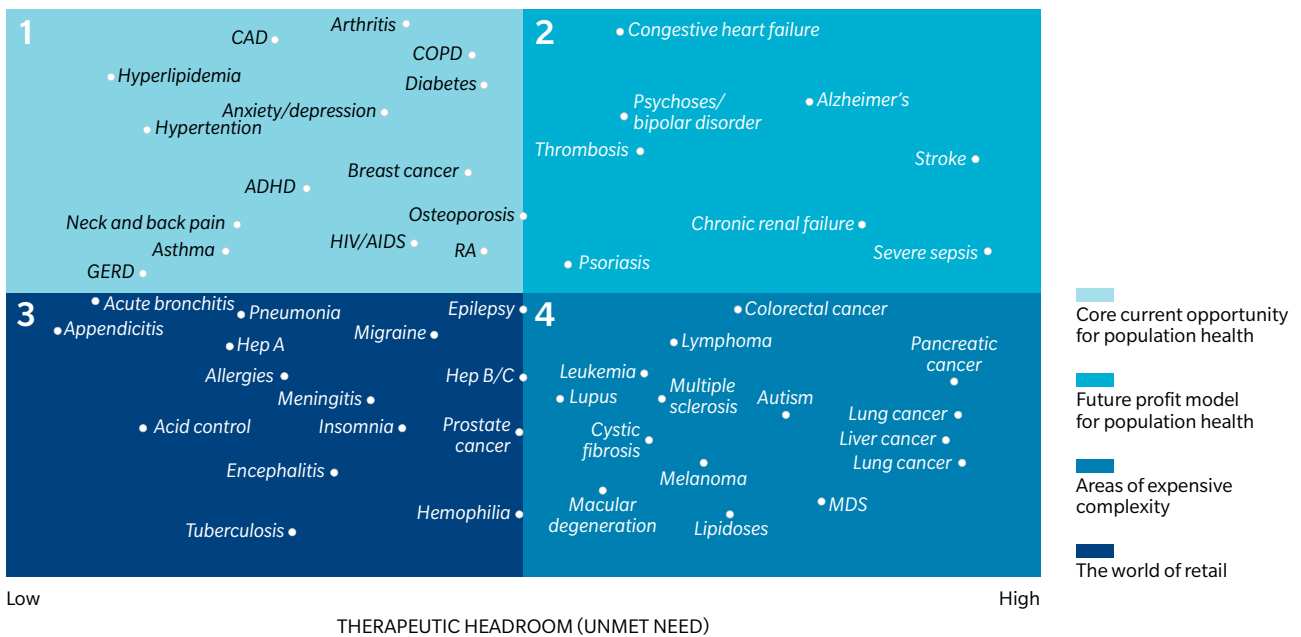 1
Arthritis
CAD
COPD
Hyperlipidemia
Diabetes
Anxiety/depression
Hypertention
Breast cancer
ADHD
Osteoporosis
Neck and back pain
HIV/AIDS
Asthma
RA
GERD
2
Congestive heart failure
Alzheimer's
Psychoses/
bipolar disorder
Thrombosis
Stroke
Chronic renal failure
Severe sepsis
Psoriasis
3
Acute bronchitis
Pneumonia
Epilepsy
Appendicitis
Migraine
Hep A
Allergies
Hep B/C
Meningitis
Acid control
Insomnia
Prostate
cancer
Encephalitis
Hemophilia
Tuberculosis
4
Colorectal cancer
Lymphoma
Pancreatic
cancer
Leukemia
Lupus
Multiple
sclerosis
Autism
Lung cancer
Cystic
fibrosis
Liver cancer
Lung cancer
Melanoma
Macular
degeneration
MDS
Lipidoses
Core current opportunity
for population health
Future profit model
for population health
Areas of expensive
complexity
The world of retail
Low
High
THERAPEUTIC HEADROOM (UNMET NEED)